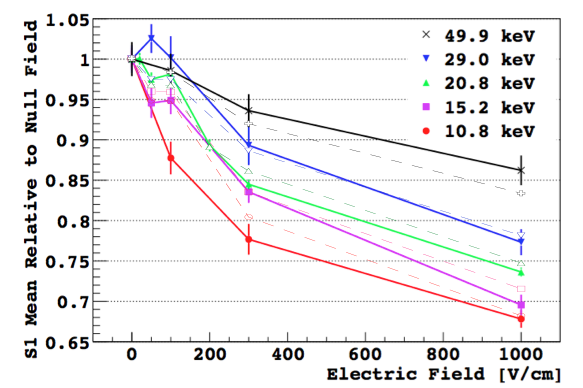 S1 Mean Relative to Null Field
1.05
1
0.95
0.9
0.85
0.8
0.75
0.7
0.65
49.9 keV
29.0 keV
20.8 keV
15.2 keV
10.8 keV
0 200 400 600 800 1000
Electric Field [V/cm]